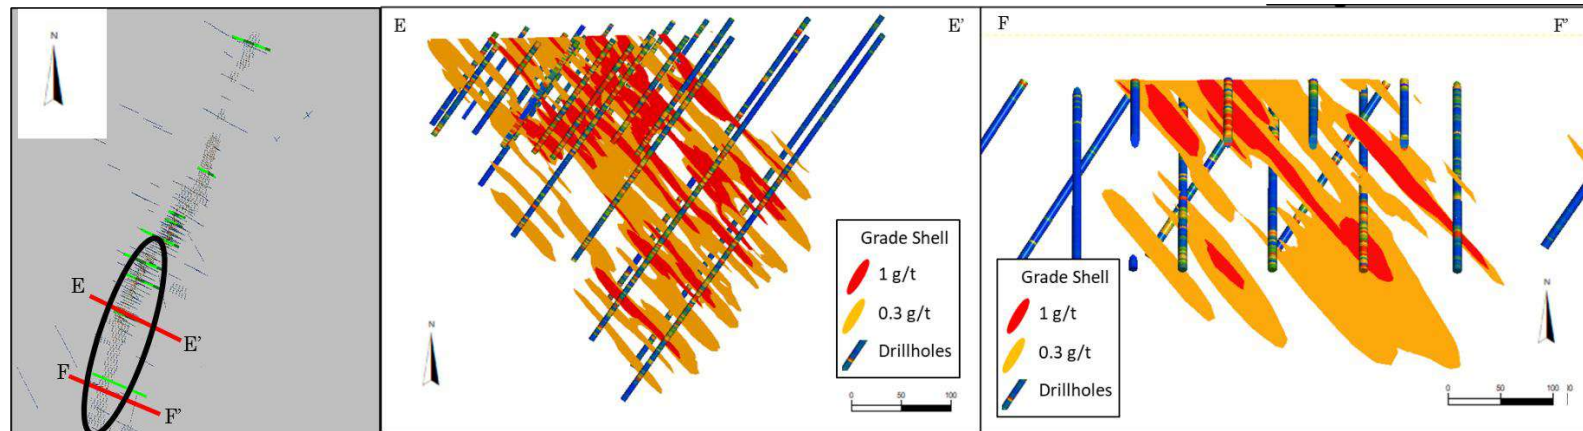 N
E
E'
F
F'
E
E'
Grade Shell
1 g/t
0.3 g/t
Drillholes
N
0 50 100
F
F'
Grade Shell
1 g/t
0.3 g/t
Drillholes
N
0 50 100